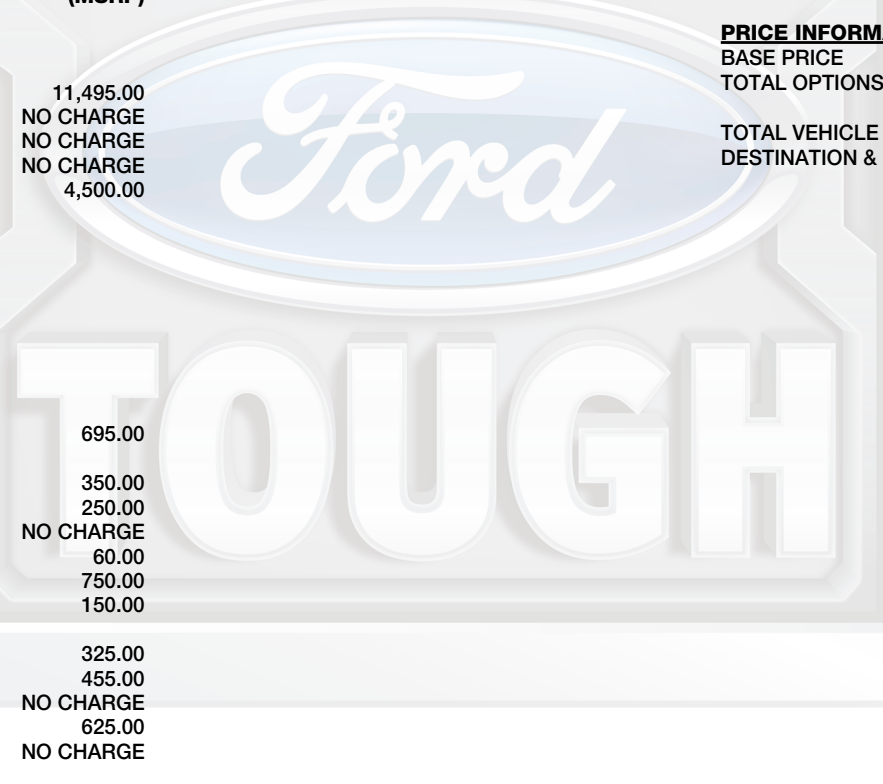 (MSRP)
11,495.00
NO CHARGE
NO CHARGE
NO CHARGE
4,500.00
695.00
350.00
250.00
NO CHARGE
60.00
750.00
150.00
325.00
455.00
NO CHARGE
625.00
NO CHARGE
PRICE INFORMA
BASE PRICE
TOTAL OPTIONS
TOTAL VEHICLE
DESTINATION &
Ford
TOUGH